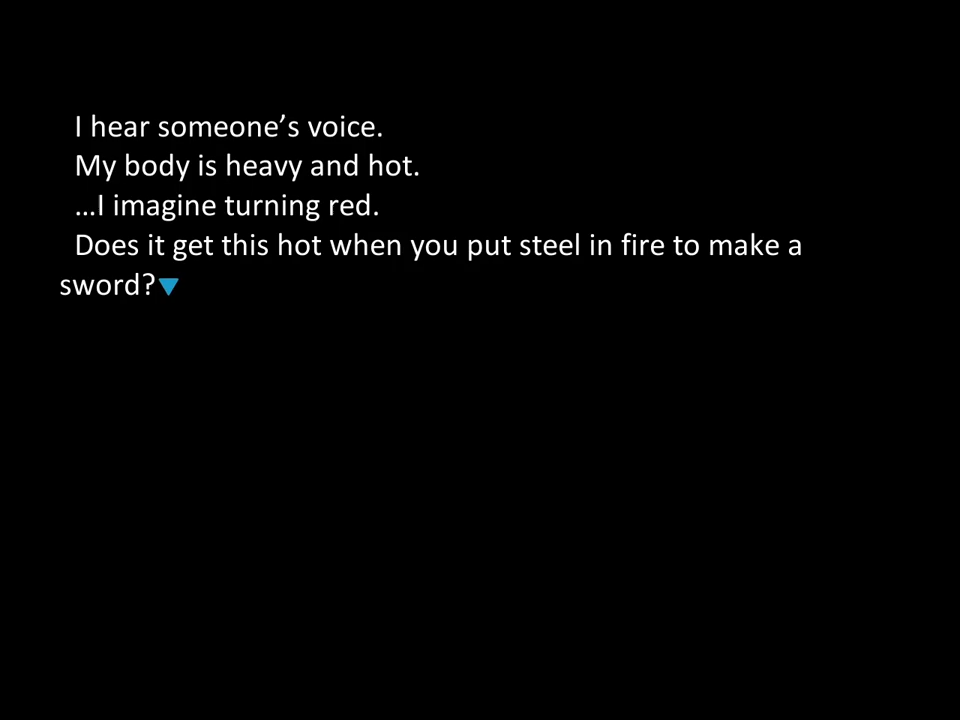 I hear someone’s voice.
My body is heavy and hot.
…I imagine turning red.
Does it get this hot when you put steel in fire to make a
sword?